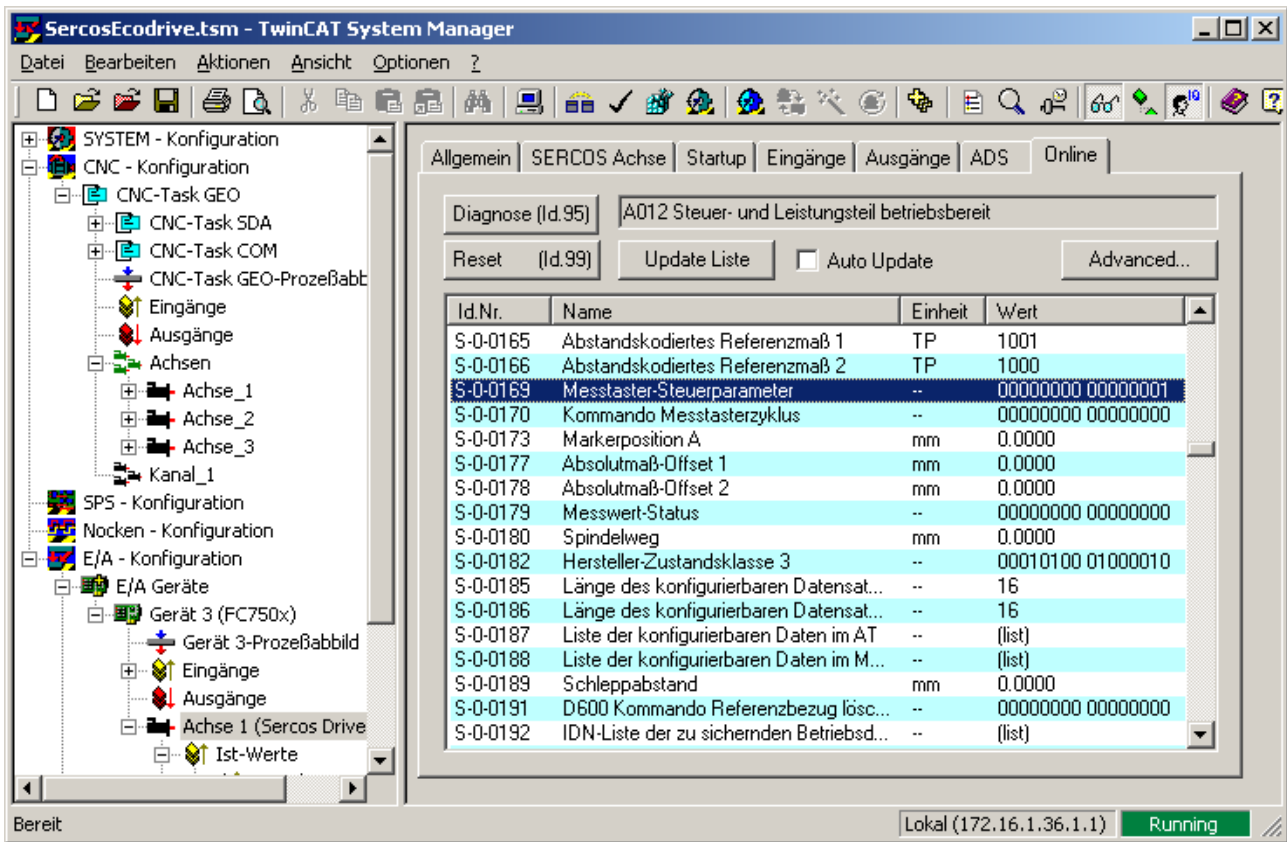 SercosEcodrive.tsm - TwinCAT System Manager
Datei Bearbeiten Aktionen Ansicht Optionen ?
SYSTEM - Konfiguration
CNC - Konfiguration
CNC-Task GEO
CNC-Task SDA
CNC-Task COM
CNC-Task GEO-Prozeßabb
Eingänge
Ausgänge
Achsen
Achse_1
Achse_2
Achse_3
Kanal_1
SPS - Konfiguration
Nocken - Konfiguration
E/A - Konfiguration
E/A Geräte
Gerät 3 (FC750x)
Gerät 3-Prozeßabbild
Eingänge
Ausgänge
Achse 1 (Sercos Drive
Ist-Werte
Allgemein SERCOS Achse Startup Eingänge Ausgänge ADS Online
Diagnose (Id.95) A012 Steuer- und Leistungsteil betriebsbereit
Reset (Id.99) Update Liste Auto Update Advanced...
Id.Nr. Name Einheit Wert
S-0-0165 Abstandskodiertes Referenzmaß 1 TP 1001
S-0-0166 Abstandskodiertes Referenzmaß 2 TP 1000
S-0-0169 Messtaster-Steuerparameter -- 00000000 00000001
S-0-0170 Kommando Messtasterzyklus -- 00000000 00000000
S-0-0173 Markerposition A mm 0.0000
S-0-0177 Absolutmaß-Offset 1 mm 0.0000
S-0-0178 Absolutmaß-Offset 2 mm 0.0000
S-0-0179 Messwert-Status -- 00000000 00000000
S-0-0180 Spindelweg mm 0.0000
S-0-0182 Hersteller-Zustandsklasse 3 -- 00010100 01000010
S-0-0185 Länge des konfigurierbaren Datensat... -- 16
S-0-0186 Länge des konfigurierbaren Datensat... -- 16
S-0-0187 Liste der konfigurierbaren Daten im AT -- (list)
S-0-0188 Liste der konfigurierbaren Daten im M... -- (list)
S-0-0189 Schleppabstand mm 0.0000
S-0-0191 D600 Kommando Referenzbezug lösc... -- 00000000 00000000
S-0-0192 IDN-Liste der zu sichernden Betriebsd... -- (list)
Bereit Lokal (172.16.1.36.1.1) Running